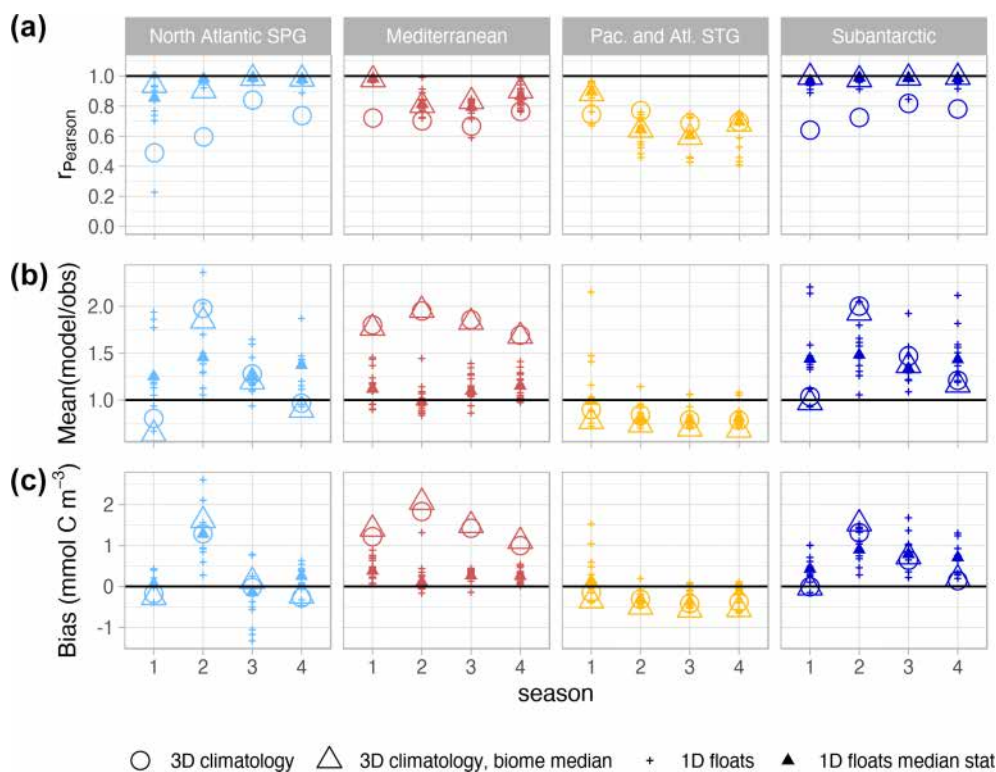 (a)
North Atlantic SPG
Mediterranean
Pac. and Atl. STG
Subantarctic
r Pearson
1.0
0.8
0.6
0.4
0.2
0.0
(b)
Mean(model/obs)
2.0
1.5
1.0
(c)
Bias (mmol C m⁻³)
2
1
0
-1
1 2 3 4
1 2 3 4
1 2 3 4
1 2 3 4
season
3D climatology
3D climatology, biome median
1D floats
1D floats median stat